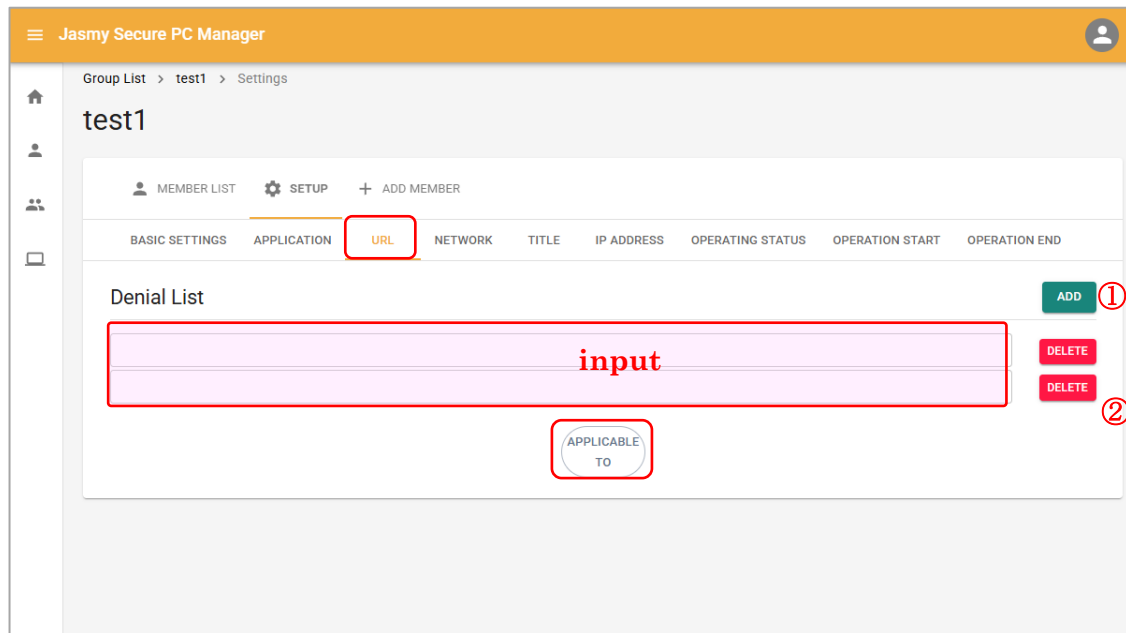 Jasmy Secure PC Manager
Group List > test1 > Settings
test1
MEMBER LIST SETUP + ADD MEMBER
BASIC SETTINGS APPLICATION URL NETWORK TITLE IP ADDRESS OPERATING STATUS OPERATION START OPERATION END
Denial List ADD ①
input
DELETE
DELETE
②
APPLICABLE
TO